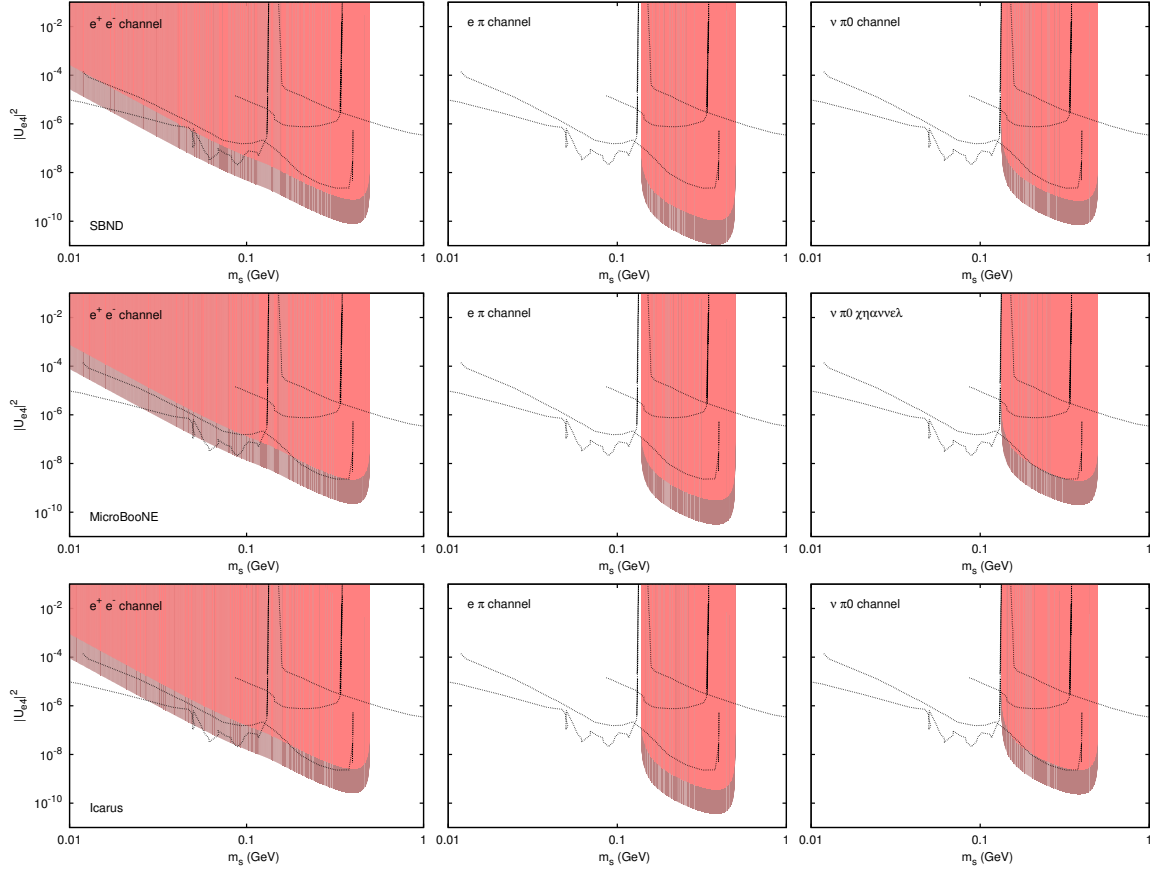 e⁺ e⁻ channel
e π channel
ν π0 channel
10⁻²
10⁻⁴
10⁻⁶
10⁻⁸
10⁻¹⁰
|U_e4|²
SBND
0.01 0.1 1
0.01 0.1 1
0.01 0.1 1
m_s (GeV)
m_s (GeV)
m_s (GeV)
e⁺ e⁻ channel
e π channel
ν π0 χηαννελ
10⁻²
10⁻⁴
10⁻⁶
10⁻⁸
10⁻¹⁰
|U_e4|²
MicroBooNE
0.01 0.1 1
0.01 0.1 1
0.01 0.1 1
m_s (GeV)
m_s (GeV)
m_s (GeV)
e⁺ e⁻ channel
e π channel
ν π0 channel
10⁻²
10⁻⁴
10⁻⁶
10⁻⁸
10⁻¹⁰
|U_e4|²
Icarus
0.01 0.1 1
0.01 0.1 1
0.01 0.1 1
m_s (GeV)
m_s (GeV)
m_s (GeV)